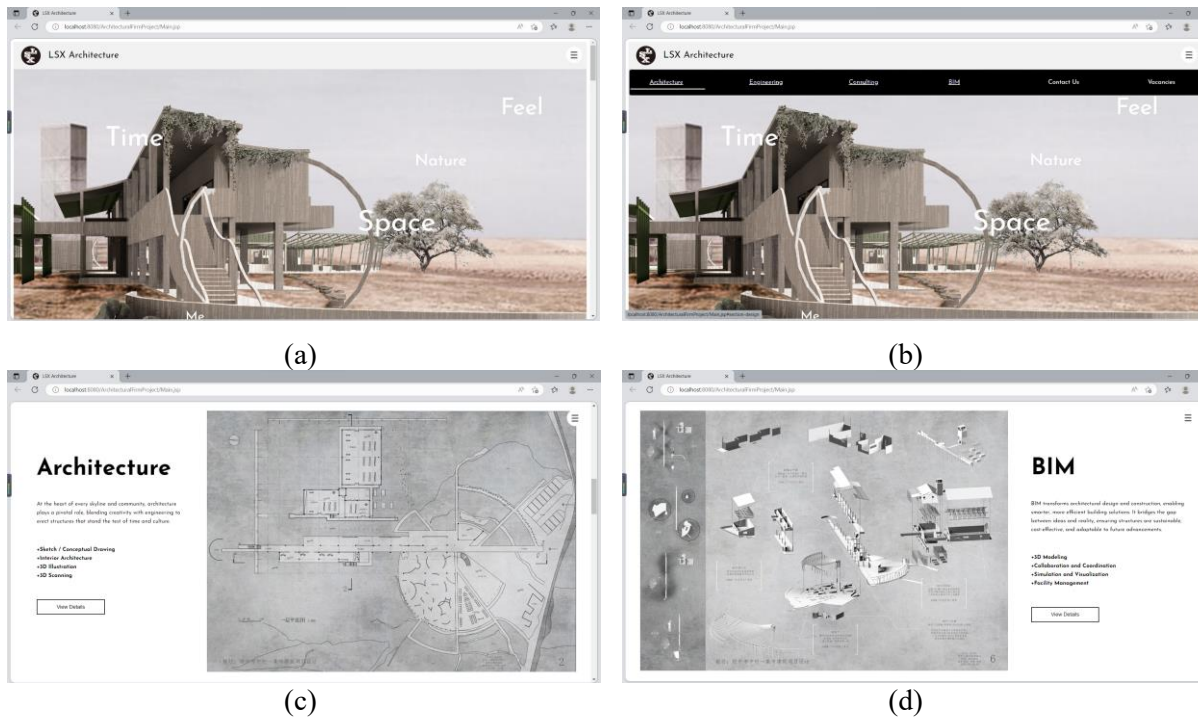 LSX Architecture
localhost:8080/ArchitecturalFirmProject/Main.jsp
LSX Architecture
Feel
Time
Nature
Space
Me
(a)
LSX Architecture
localhost:8080/ArchitecturalFirmProject/Main.jsp
LSX Architecture
Architecture Engineering Consulting BIM Contact Us Vacancies
Feel
Time
Nature
Space
Me
(b)
LSX Architecture
localhost:8080/ArchitecturalFirmProject/Main.jsp
Architecture
At the heart of every skyline and community, architecture
plays a pivotal role, blending creativity with engineering to
erect structures that stand the test of time and culture.
+Sketch / Conceptual Drawing
+Interior Architecture
+3D Illustration
+3D Scanning
View Details
2
(c)
LSX Architecture
localhost:8080/ArchitecturalFirmProject/Main.jsp
BIM
BIM transforms architectural design and construction, enabling
smarter, more efficient building solutions. It bridges the gap
between ideas and reality, ensuring structures are sustainable,
cost-effective, and adaptable to future advancements.
+3D Modeling
+Collaboration and Coordination
+Simulation and Visualization
+Facility Management
View Details
6
(d)